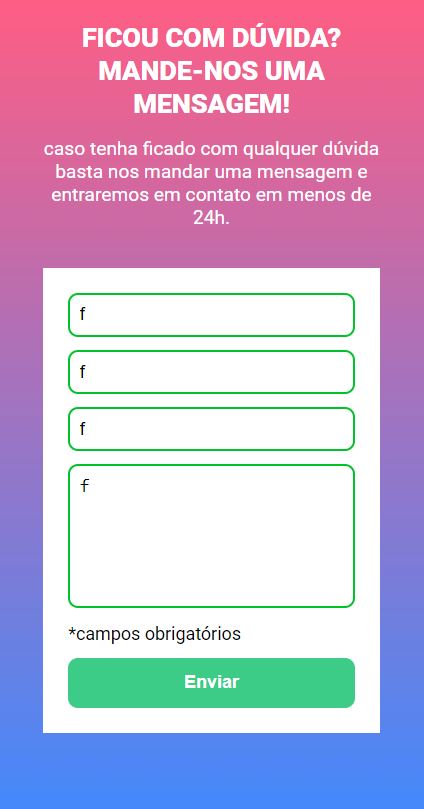 FICOU COM DÚVIDA?
MANDE-NOS UMA
MENSAGEM!
caso tenha ficado com qualquer dúvida
basta nos mandar uma mensagem e
entraremos em contato em menos de
24h.
f
f
f
f
*campos obrigatórios
Enviar